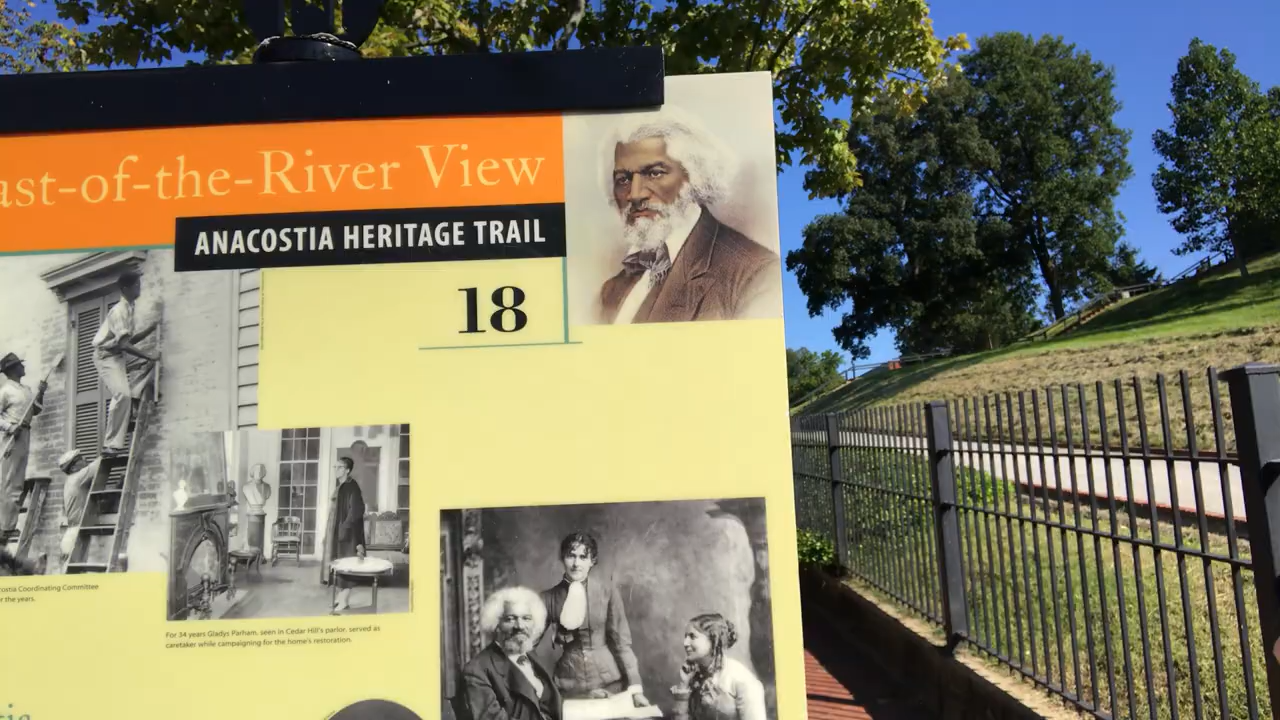 ast-of-the-River View
ANACOSTIA HERITAGE TRAIL
18
costia Coordinating Committee
r the years.
For 34 years Gladys Parham, seen in Cedar Hill's parlor, served as
caretaker while campaigning for the home's restoration.
tia